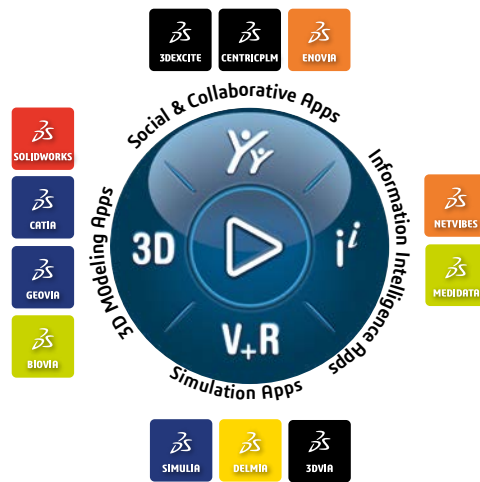 3DEXCITE
CENTRICPLM
ENOVIA
Social & Collaborative Apps
SOLIDWORKS
CATIA
GEOVIA
BIOVIA
3D Modeling Apps
3D
i i
V+R
Information Intelligence Apps
NETVIBES
MEDIDATA
Simulation Apps
SIMULIA
DELMIA
3DVIA